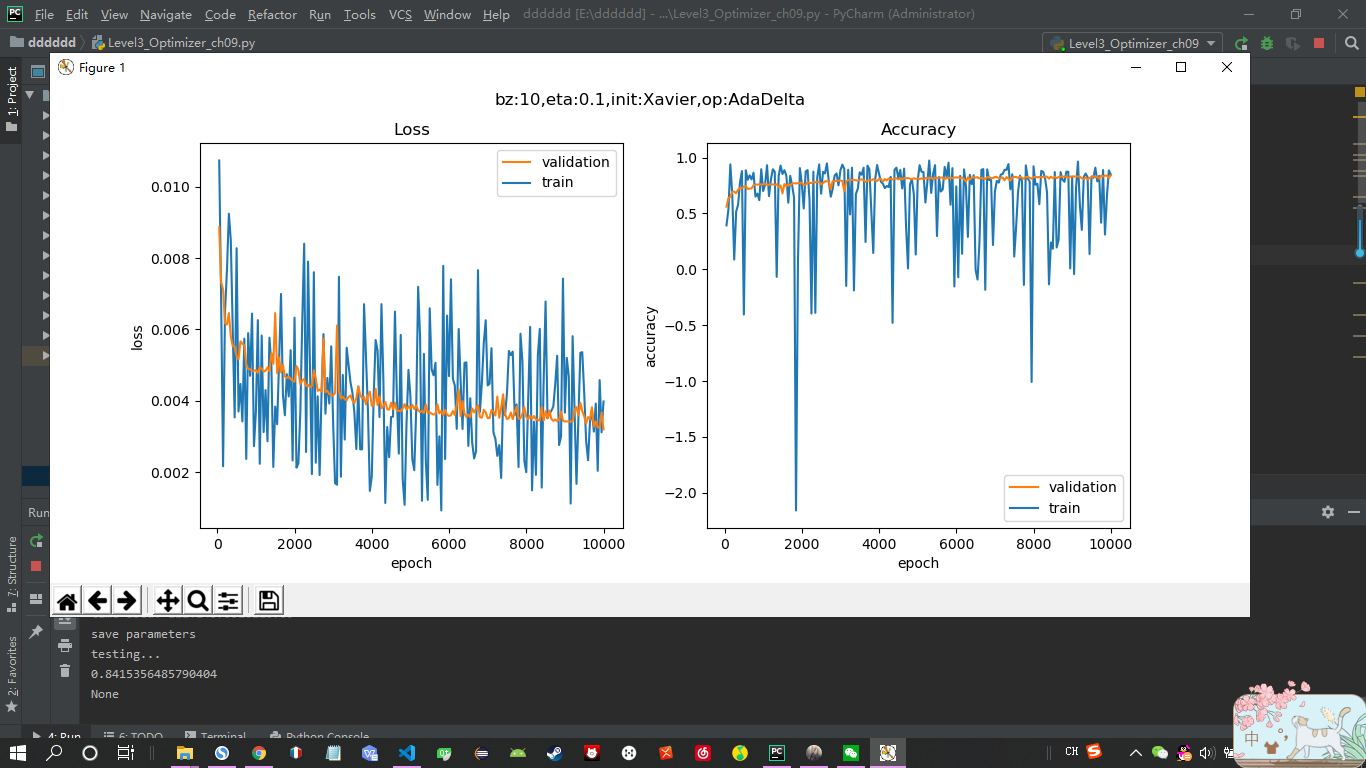 File Edit View Navigate Code Refactor Run Tools VCS Window Help dddddd [E:\dddddd] - ...\Level3_Optimizer_ch09.py - PyCharm (Administrator)
dddddd Level3_Optimizer_ch09.py
Level3_Optimizer_ch09
1: Project
Figure 1
bz:10,eta:0.1,init:Xavier,op:AdaDelta
Loss
validation
train
0.010
0.008
0.006
0.004
0.002
loss
0 2000 4000 6000 8000 10000
epoch
Accuracy
1.0
0.5
0.0
−0.5
−1.0
−1.5
−2.0
accuracy
validation
train
0 2000 4000 6000 8000 10000
epoch
Run
7: Structure
2: Favorites
save parameters
testing...
0.8415356485790404
None
4: Run 6: TODO Terminal Python Console
CH
中